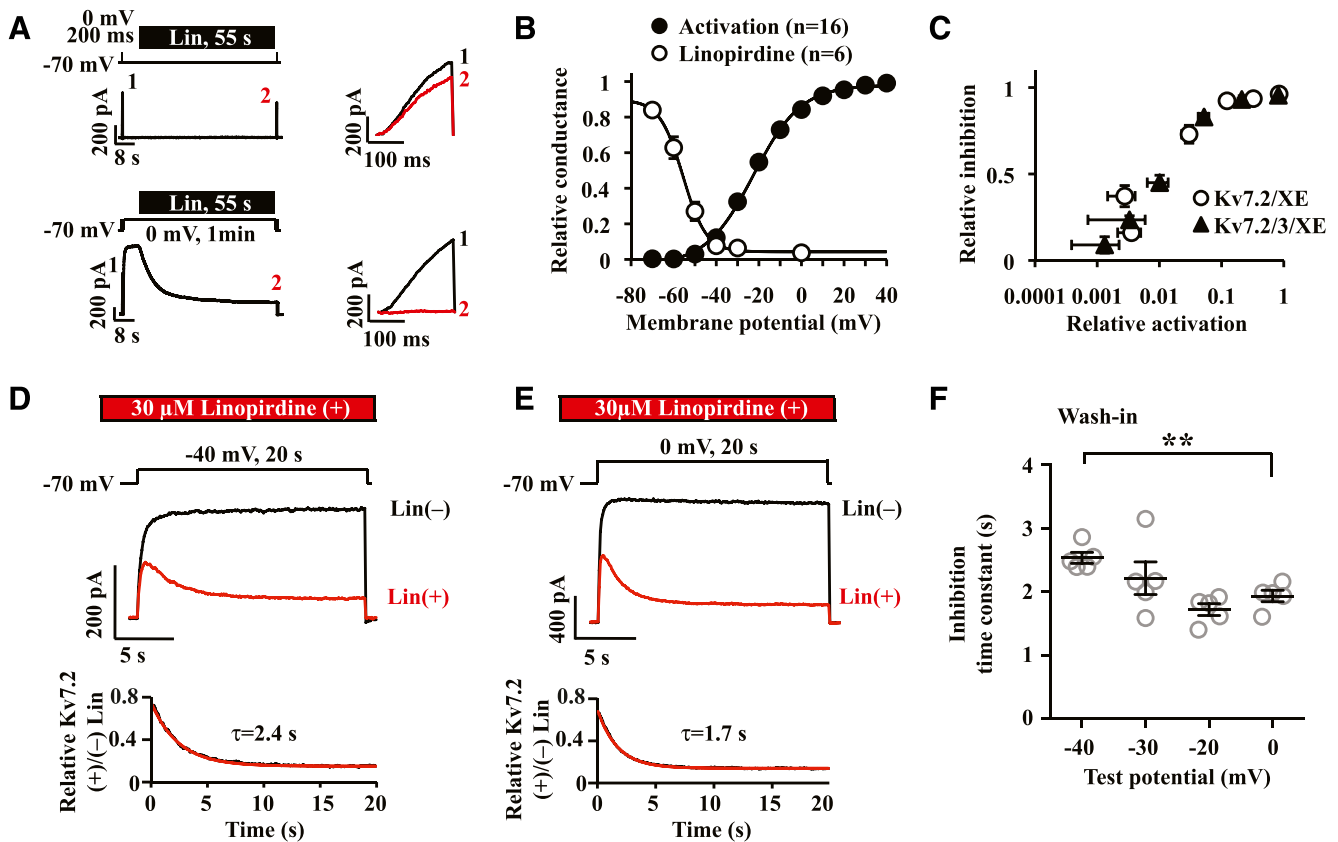 A
0 mV
200 ms
Lin, 55 s
-70 mV
1
2
200 pA
8 s
1
2
200 pA
100 ms
Lin, 55 s
-70 mV
0 mV, 1min
1
2
200 pA
8 s
1
2
200 pA
100 ms
B
Activation (n=16)
Linopirdine (n=6)
Relative conductance
1
0.8
0.6
0.4
0.2
0
-80 -60 -40 -20 0 20 40
Membrane potential (mV)
C
Relative inhibition
1
0.5
0
Kv7.2/XE
Kv7.2/3/XE
0.0001 0.001 0.01 0.1 1
Relative activation
D
30 µM Linopirdine (+)
-40 mV, 20 s
-70 mV
Lin(–)
Lin(+)
200 pA
5 s
Relative Kv7.2
(+)/(–) Lin
0.8
0.4
0
τ=2.4 s
0 5 10 15 20
Time (s)
E
30µM Linopirdine (+)
0 mV, 20 s
-70 mV
Lin(–)
Lin(+)
400 pA
5 s
Relative Kv7.2
(+)/(–) Lin
0.8
0.4
0
τ=1.7 s
0 5 10 15 20
Time (s)
F
Wash-in
**
Inhibition
time constant (s)
4
3
2
1
0
-40 -30 -20 0
Test potential (mV)